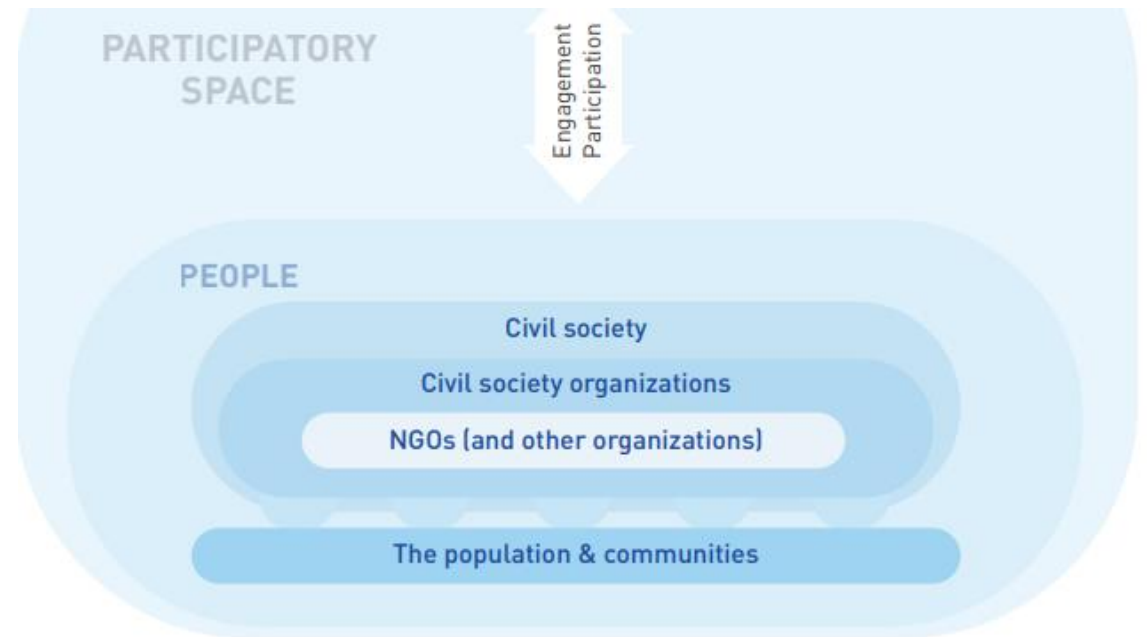 PARTICIPATORY
SPACE
Engagement
Participation
PEOPLE
Civil society
Civil society organizations
NGOs (and other organizations)
The population & communities